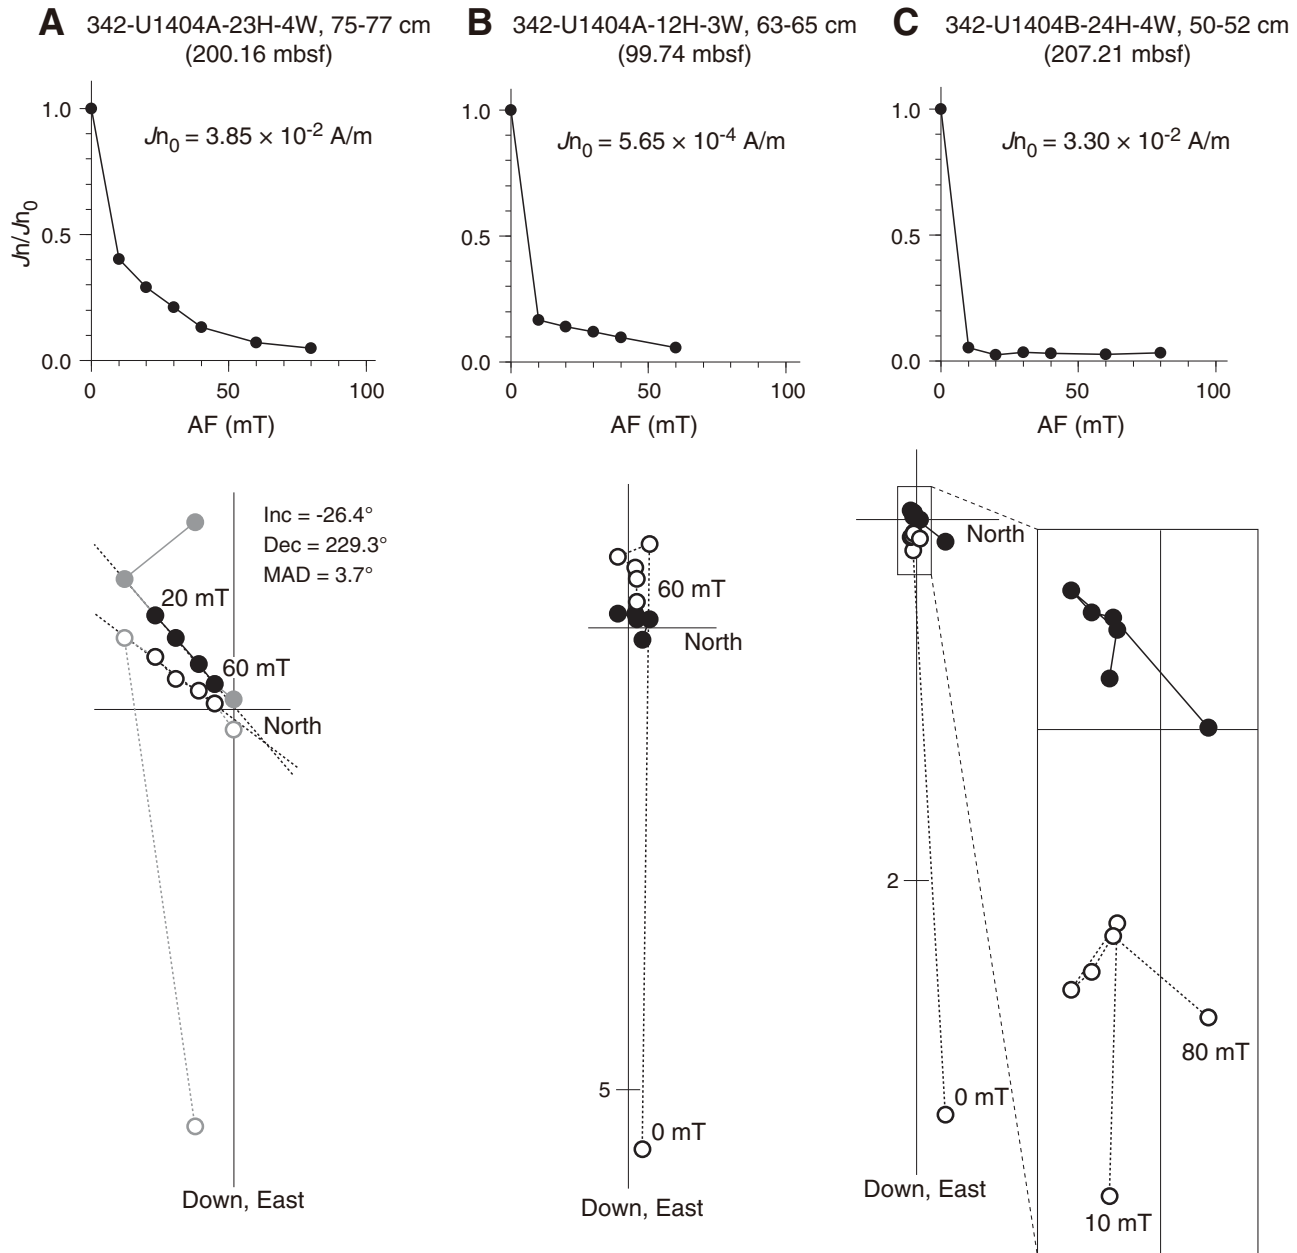 A 342-U1404A-23H-4W, 75-77 cm
(200.16 mbsf)
Jn₀ = 3.85 × 10⁻² A/m
Jn/Jn₀
1.0
0.5
0.0
0 50 100
AF (mT)
Inc = -26.4°
Dec = 229.3°
MAD = 3.7°
20 mT
60 mT
North
Down, East
B 342-U1404A-12H-3W, 63-65 cm
(99.74 mbsf)
Jn₀ = 5.65 × 10⁻⁴ A/m
1.0
0.5
0.0
0 50 100
AF (mT)
60 mT
North
5
0 mT
Down, East
C 342-U1404B-24H-4W, 50-52 cm
(207.21 mbsf)
Jn₀ = 3.30 × 10⁻² A/m
1.0
0.5
0.0
0 50 100
AF (mT)
North
2
0 mT
Down, East
80 mT
10 mT